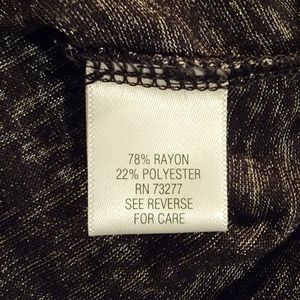 78% RAYON
22% POLYESTER
RN 73277
SEE REVERSE
FOR CARE